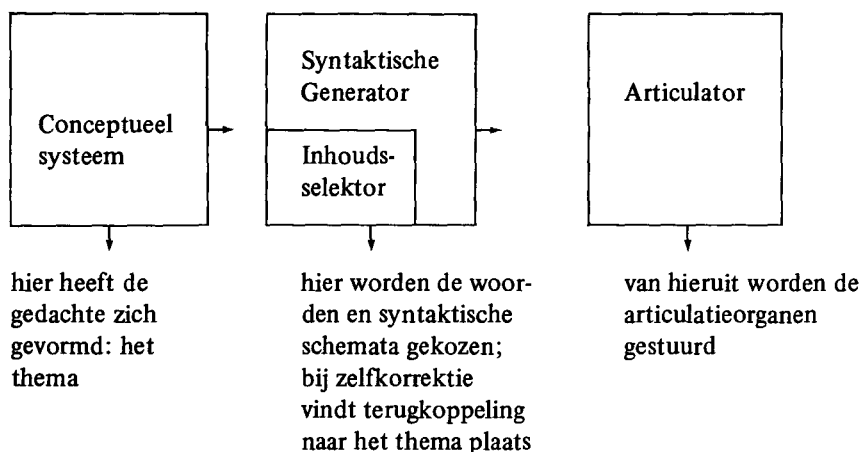 Conceptueel
systeem
Syntaktische
Generator
Inhouds-
selektor
Articulator
hier heeft de
gedachte zich
gevormd: het
thema
hier worden de woor-
den en syntaktische
schemata gekozen;
bij zelfkorrektie
vindt terugkoppeling
naar het thema plaats
van hieruit worden de
articulatieorganen
gestuurd